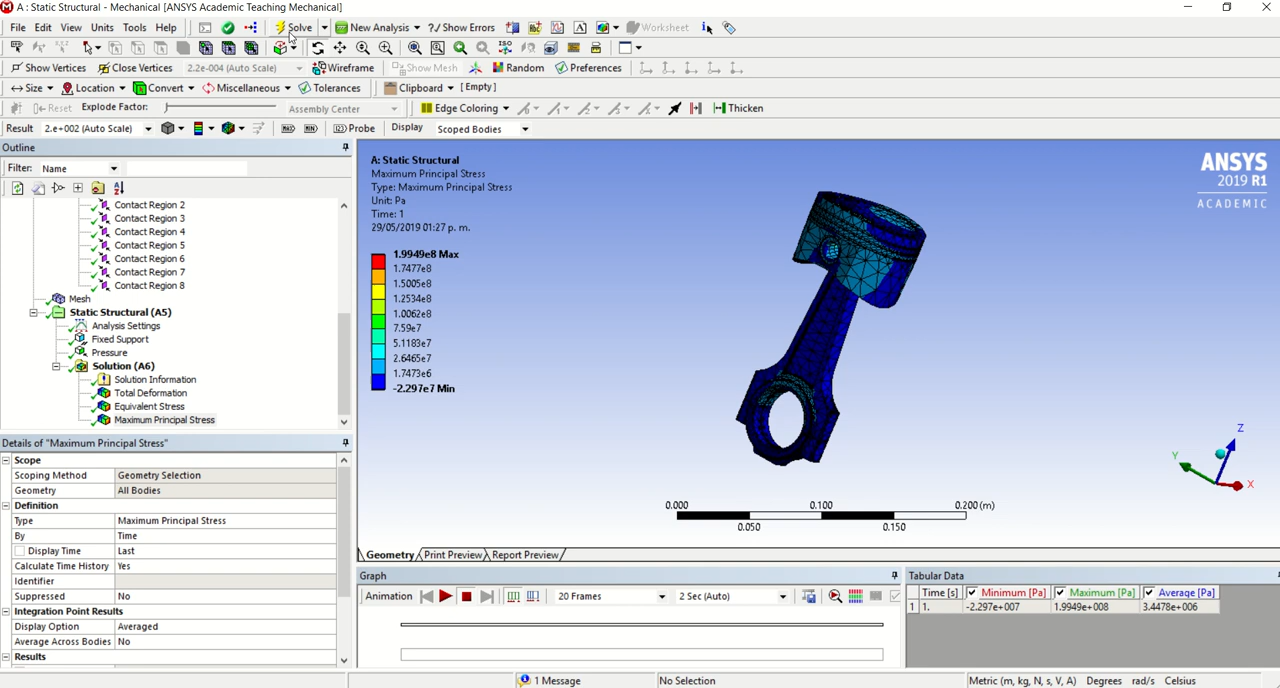 A : Static Structural - Mechanical [ANSYS Academic Teaching Mechanical]
File Edit View Units Tools Help Solve New Analysis ?/ Show Errors Worksheet
Show Vertices Close Vertices 2.2e-004 (Auto Scale) Wireframe Show Mesh Random Preferences
Size Location Convert Miscellaneous Tolerances Clipboard [ Empty ]
Reset Explode Factor: Assembly Center Edge Coloring Thicken
Result 2.e+002 (Auto Scale) MAX MIN Probe Display Scoped Bodies
Outline
Filter: Name
Contact Region 2
Contact Region 3
Contact Region 4
Contact Region 5
Contact Region 6
Contact Region 7
Contact Region 8
Mesh
Static Structural (A5)
Analysis Settings
Fixed Support
Pressure
Solution (A6)
Solution Information
Total Deformation
Equivalent Stress
Maximum Principal Stress
Details of "Maximum Principal Stress"
Scope
Scoping Method Geometry Selection
Geometry All Bodies
Definition
Type Maximum Principal Stress
By Time
Display Time Last
Calculate Time History Yes
Identifier
Suppressed No
Integration Point Results
Display Option Averaged
Average Across Bodies No
Results
A: Static Structural
Maximum Principal Stress
Type: Maximum Principal Stress
Unit: Pa
Time: 1
29/05/2019 01:27 p. m.
1.9949e8 Max
1.7477e8
1.5005e8
1.2534e8
1.0062e8
7.59e7
5.1183e7
2.6465e7
1.7473e6
-2.297e7 Min
ANSYS
2019 R1
ACADEMIC
Z
Y
X
0.000 0.100 0.200 (m)
0.050 0.150
Geometry Print Preview Report Preview
Graph
Animation 20 Frames 2 Sec (Auto)
Tabular Data
Time [s] Minimum [Pa] Maximum [Pa] Average [Pa]
1 1. -2.297e+007 1.9949e+008 3.4478e+006
1 Message No Selection Metric (m, kg, N, s, V, A) Degrees rad/s Celsius